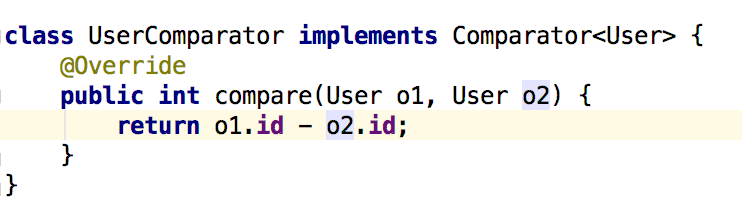 class UserComparator implements Comparator<User> {
    @Override
    public int compare(User o1, User o2) {
        return o1.id - o2.id;
    }
}